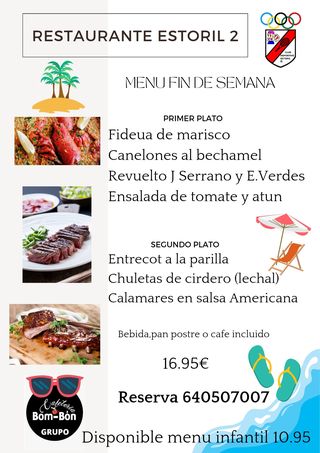 RESTAURANTE ESTORIL 2
MENU FIN DE SEMANA
PRIMER PLATO
Fideua de marisco
Canelones al bechamel
Revuelto J Serrano y E.Verdes
Ensalada de tomate y atun
SEGUNDO PLATO
Entrecot a la parilla
Chuletas de cirdero (lechal)
Calamares en salsa Americana
Bebida,pan postre o cafe incluido
16.95€
Reserva 640507007
Cafeteria
Bom-Bón
GRUPO
Disponible menu infantil 10.95